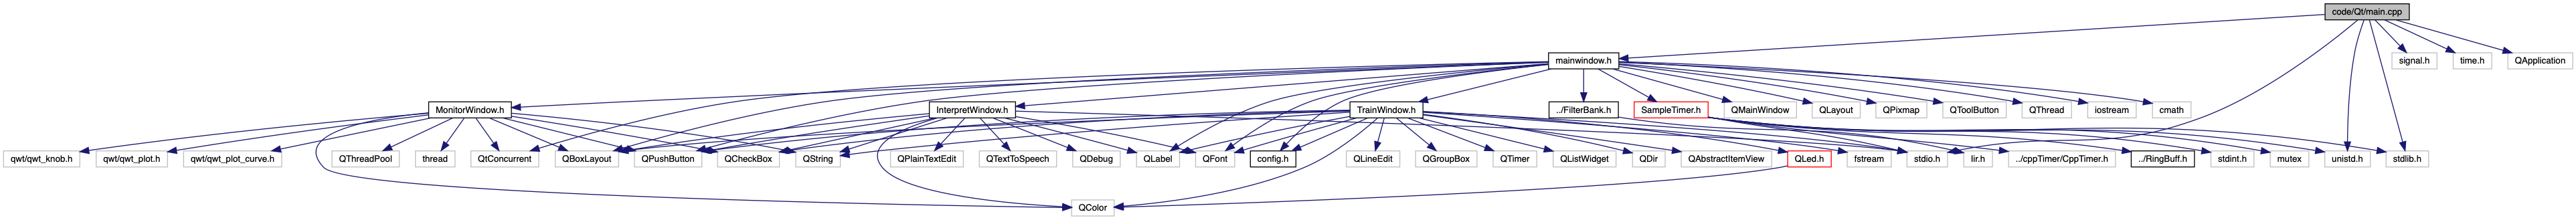 code/Qt/main.cpp
mainwindow.h
signal.h
time.h
QApplication
MonitorWindow.h
InterpretWindow.h
TrainWindow.h
../FilterBank.h
SampleTimer.h
QMainWindow
QLayout
QPixmap
QToolButton
QThread
iostream
cmath
qwt/qwt_knob.h
qwt/qwt_plot.h
qwt/qwt_plot_curve.h
QThreadPool
thread
QtConcurrent
QBoxLayout
QPushButton
QCheckBox
QString
QPlainTextEdit
QTextToSpeech
QDebug
QLabel
QFont
config.h
QLineEdit
QGroupBox
QTimer
QListWidget
QDir
QAbstractItemView
QLed.h
fstream
stdio.h
Iir.h
../cppTimer/CppTimer.h
../RingBuff.h
stdint.h
mutex
unistd.h
stdlib.h
QColor